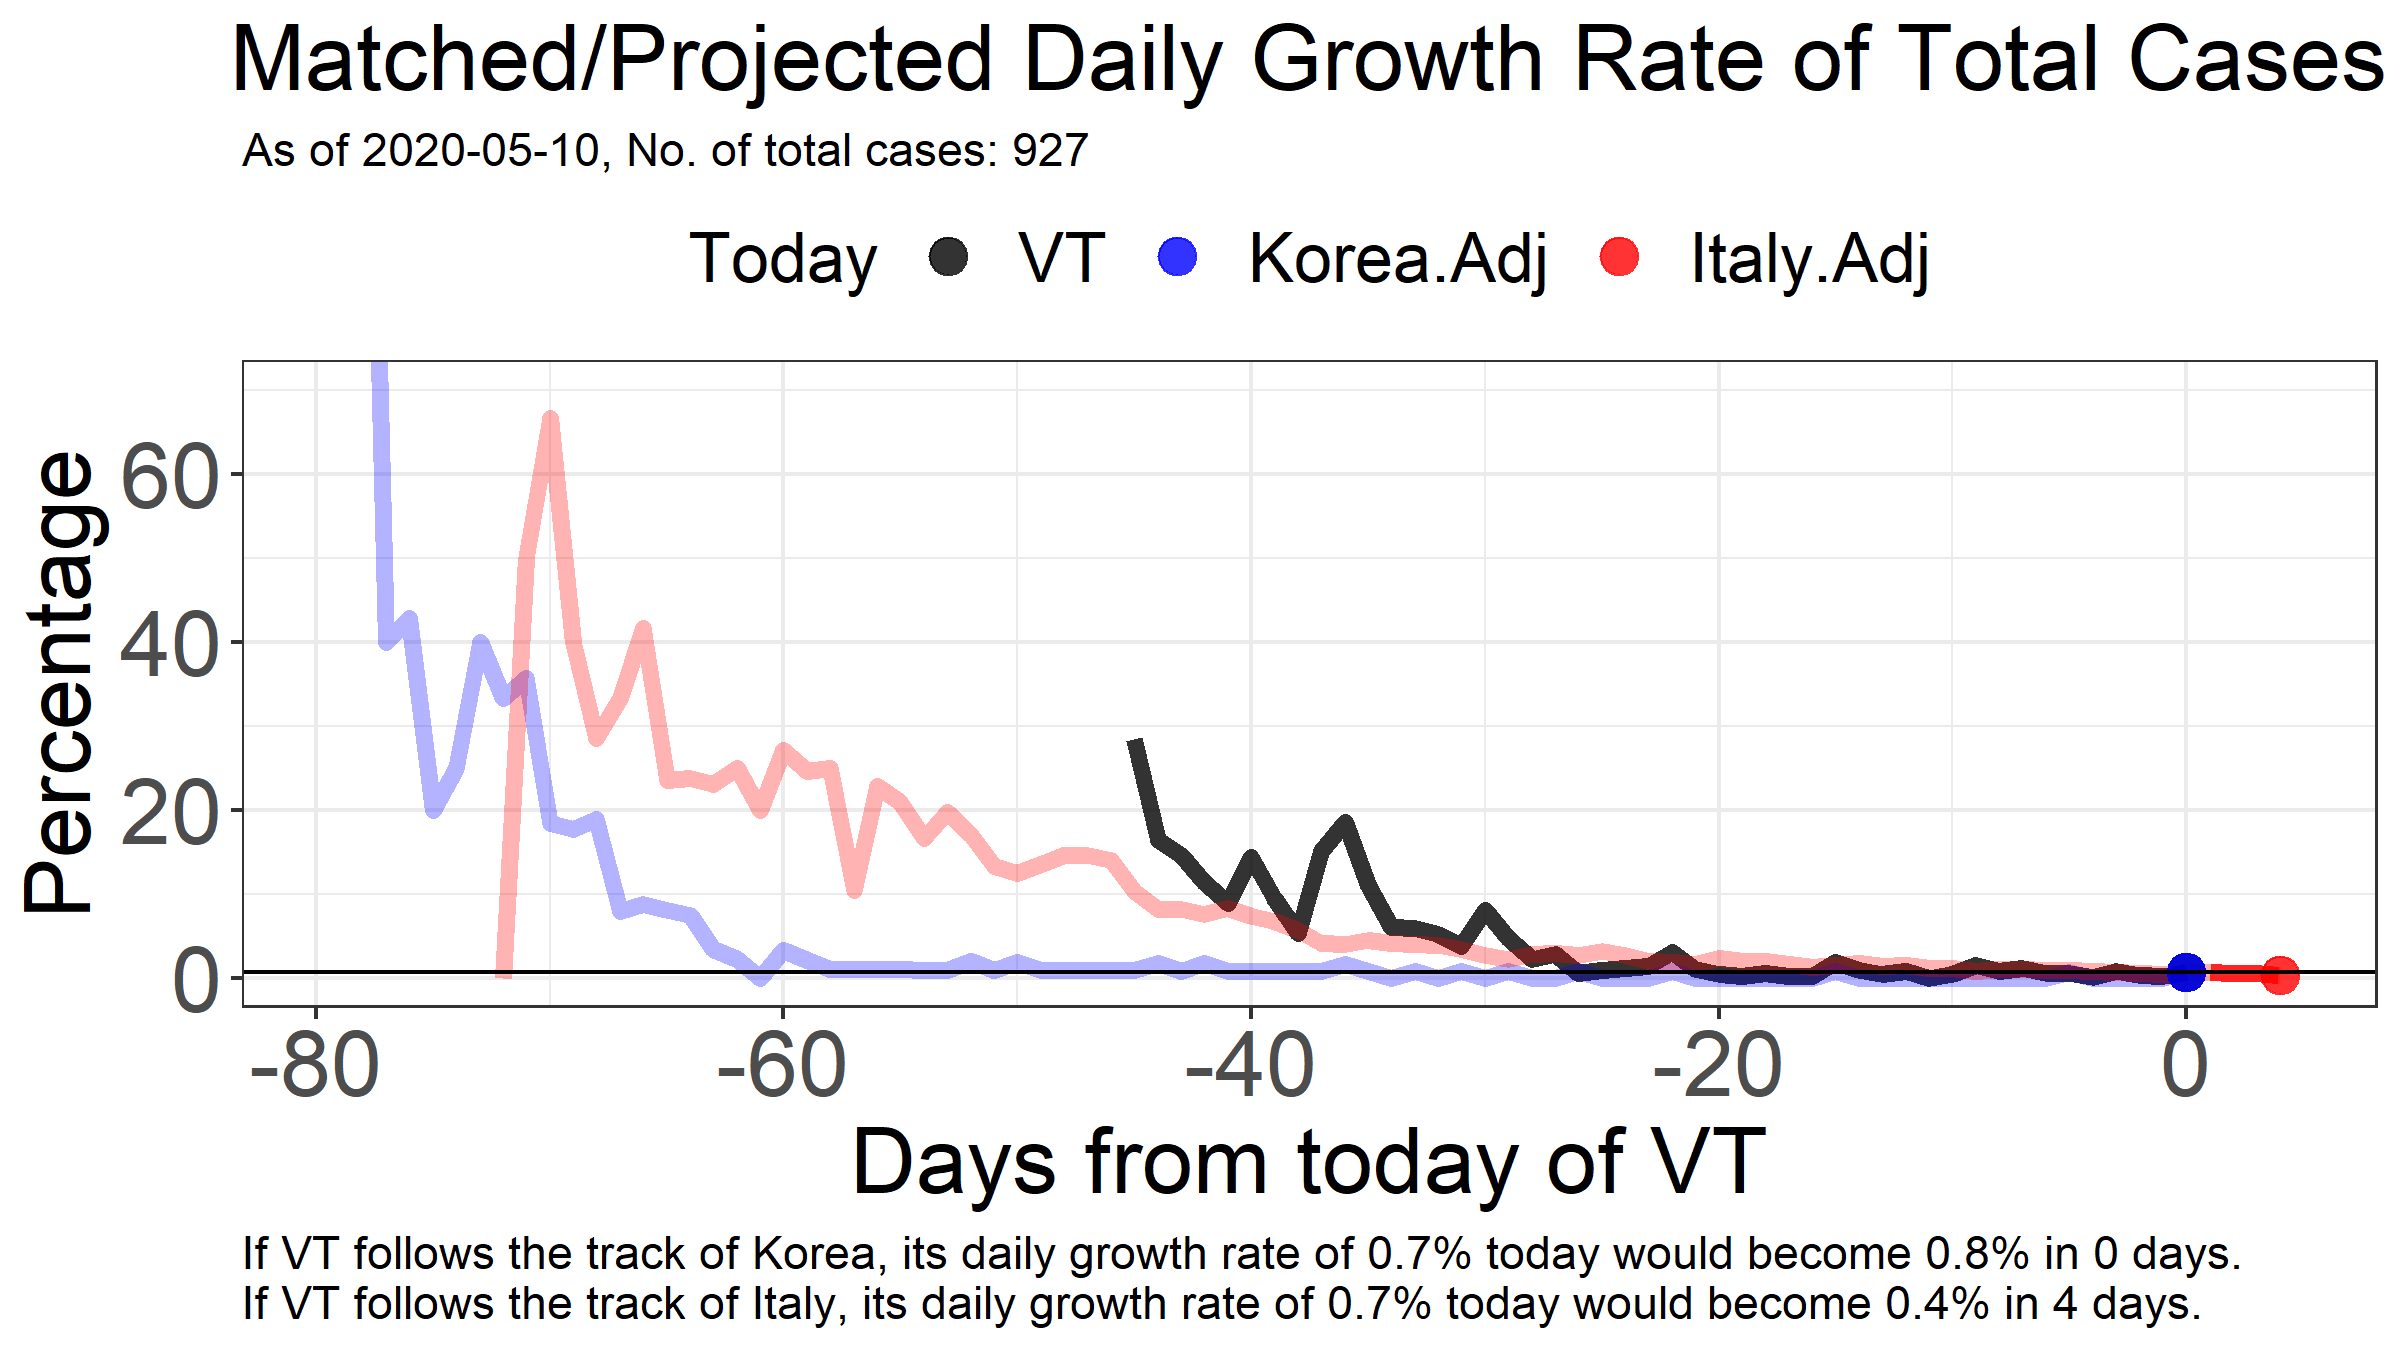 Matched/Projected Daily Growth Rate of Total Cases
As of 2020-05-10, No. of total cases: 927
Today VT Korea.Adj Italy.Adj
Percentage
60
40
20
0
-80 -60 -40 -20 0
Days from today of VT
If VT follows the track of Korea, its daily growth rate of 0.7% today would become 0.8% in 0 days.
If VT follows the track of Italy, its daily growth rate of 0.7% today would become 0.4% in 4 days.